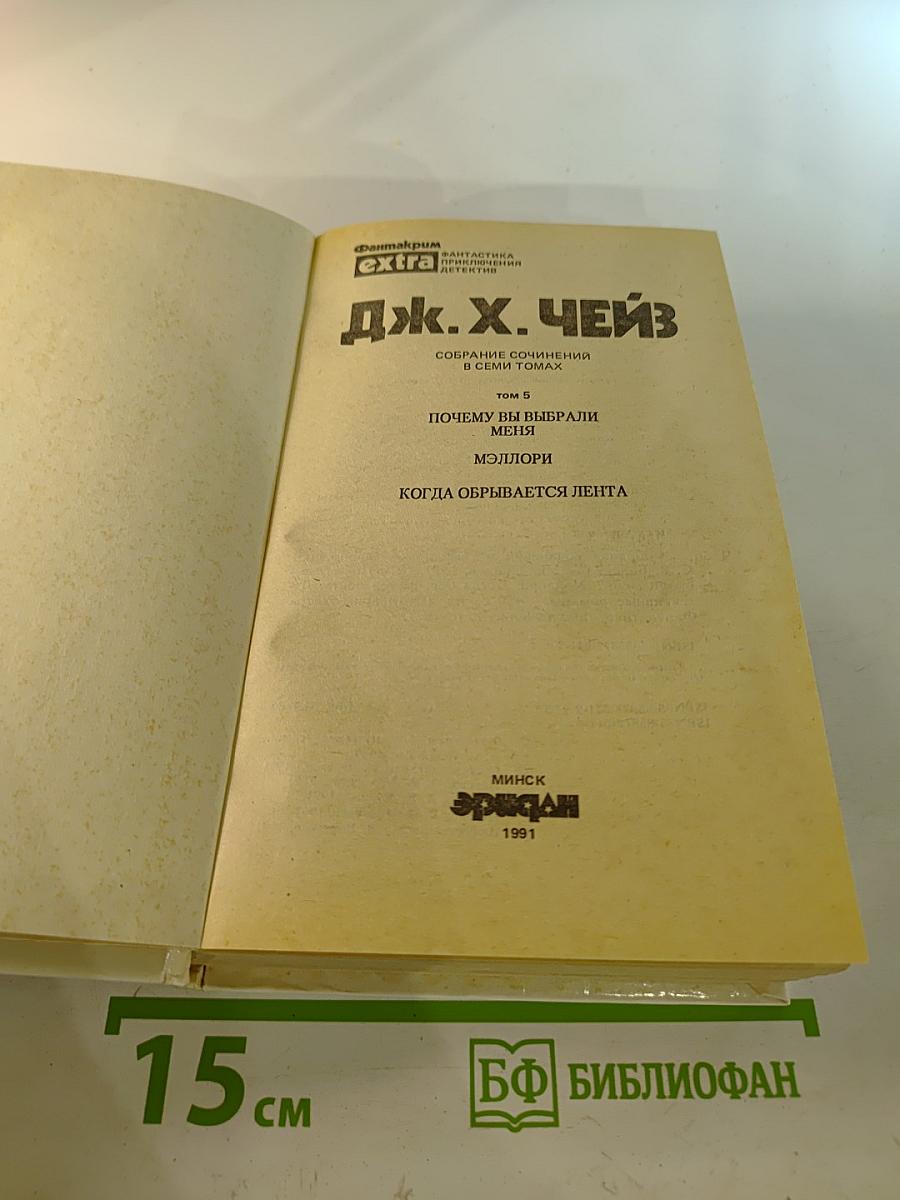 Фантакрим
extra
ФАНТАСТИКА
ПРИКЛЮЧЕНИЯ
ДЕТЕКТИВ
ДЖ. Х. ЧЕЙЗ
СОБРАНИЕ СОЧИНЕНИЙ
В СЕМИ ТОМАХ
том 5
ПОЧЕМУ ВЫ ВЫБРАЛИ
МЕНЯ
МЭЛЛОРИ
КОГДА ОБРЫВАЕТСЯ ЛЕНТА
МИНСК
эридан
1991
15 см
БФ БИБЛИОФАН